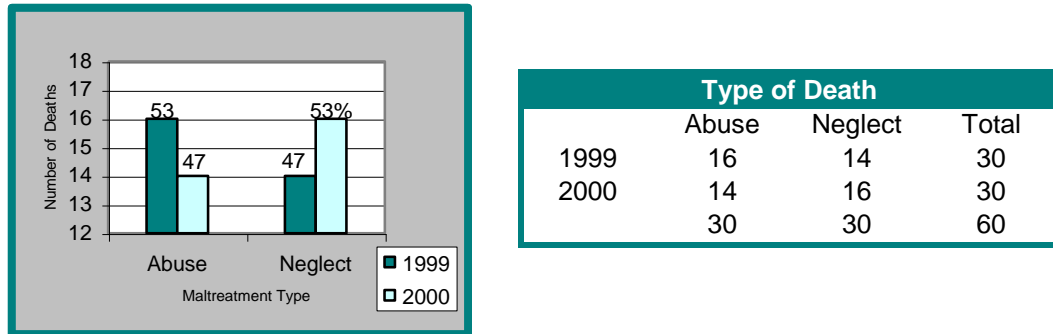 18
17
16
15
14
13
12
Number of Deaths
53
47
47
53%
Abuse Neglect
Maltreatment Type
1999
2000
Type of Death
Abuse Neglect Total
1999 16 14 30
2000 14 16 30
30 30 60